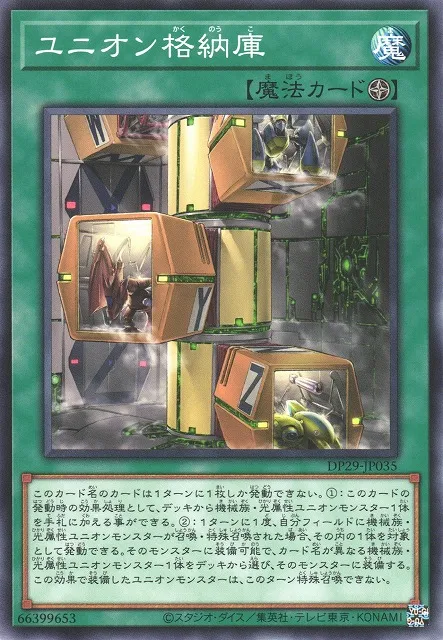 ユニオン格納庫
【魔法カード】
魔
W
X
Y
Z
DP29-JP035
このカード名のカードは1ターンに1枚しか発動できない。①:このカードの
発動時の効果処理として、デッキから機械族・光属性ユニオンモンスター1体
を手札に加える事ができる。②:1ターンに1度、自分フィールドに機械族・
光属性ユニオンモンスターが召喚・特殊召喚された場合、その内の1体を対象
として発動できる。そのモンスターに装備可能で、カード名が異なる機械族・
光属性ユニオンモンスター1体をデッキから選び、そのモンスターに装備する。
この効果で装備したユニオンモンスターは、このターン特殊召喚できない。
66399653
©スタジオ・ダイス/集英社・テレビ東京・KONAMI